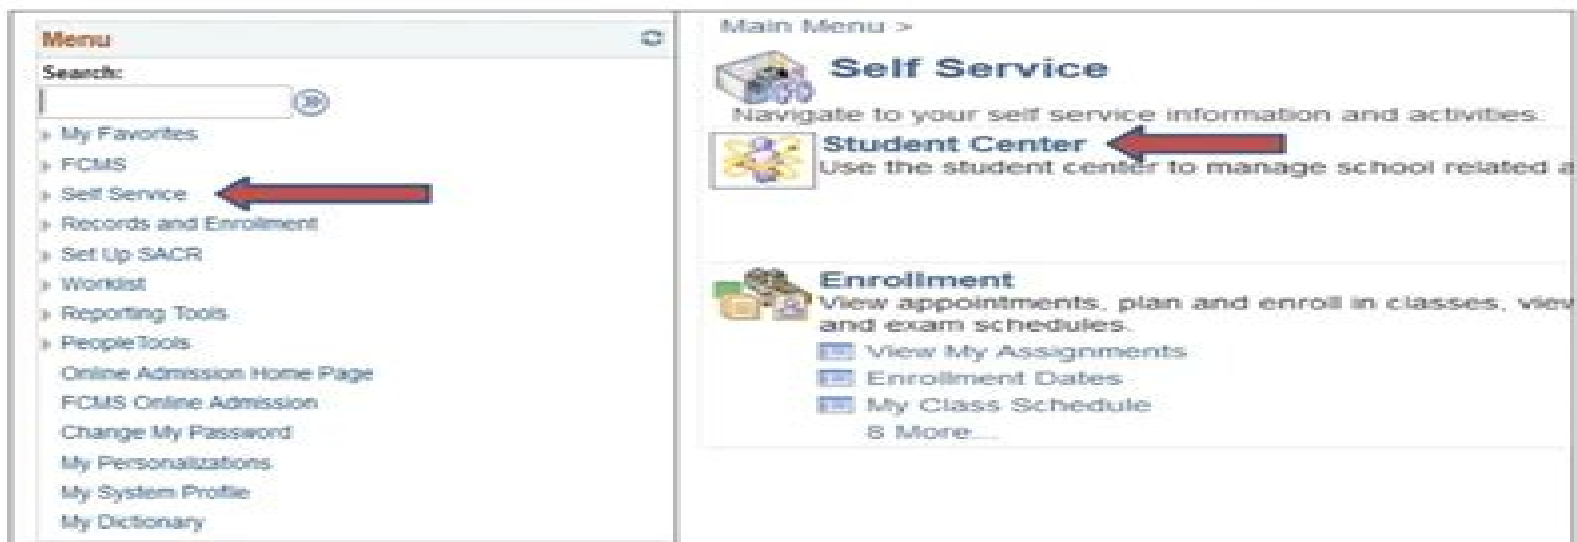 Menu
Search:
My Favorites
FCMS
Self Service
Records and Enrollment
Set Up SACR
Worklist
Reporting Tools
PeopleTools
Online Admission Home Page
FCMS Online Admission
Change My Password
My Personalizations
My System Profile
My Dictionary
Main Menu >
Self Service
Navigate to your self service information and activities.
Student Center
Use the student center to manage school related a
Enrollment
View appointments, plan and enroll in classes, view
and exam schedules.
View My Assignments
Enrollment Dates
My Class Schedule
8 More...